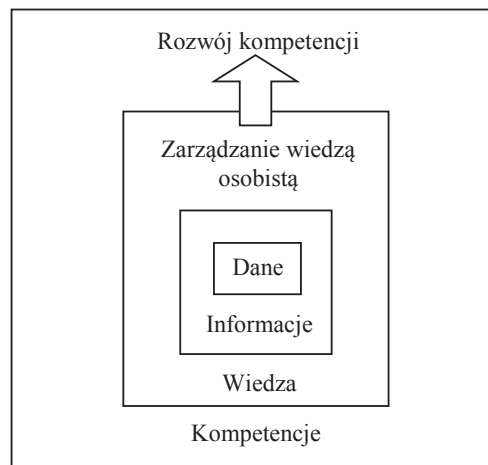 Rozwój kompetencji
Zarządzanie wiedzą
osobistą
Dane
Informacje
Wiedza
Kompetencje